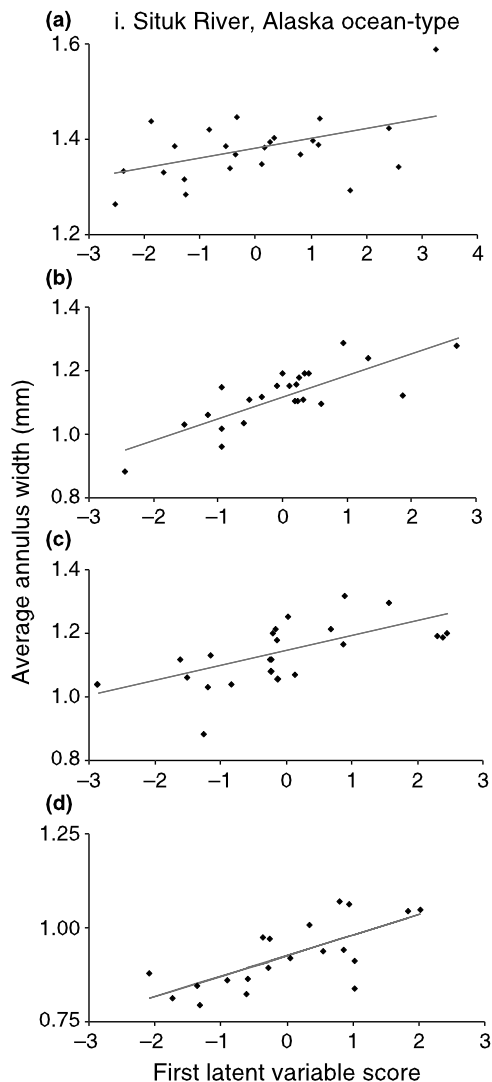 (a) i. Situk River, Alaska ocean-type
1.6
1.4
1.2
−3 −2 −1 0 1 2 3 4
(b)
1.4
1.2
1.0
0.8
−3 −2 −1 0 1 2 3
Average annulus width (mm)
(c)
1.4
1.2
1.0
0.8
−3 −2 −1 0 1 2 3
(d)
1.25
1.00
0.75
−3 −2 −1 0 1 2 3
First latent variable score